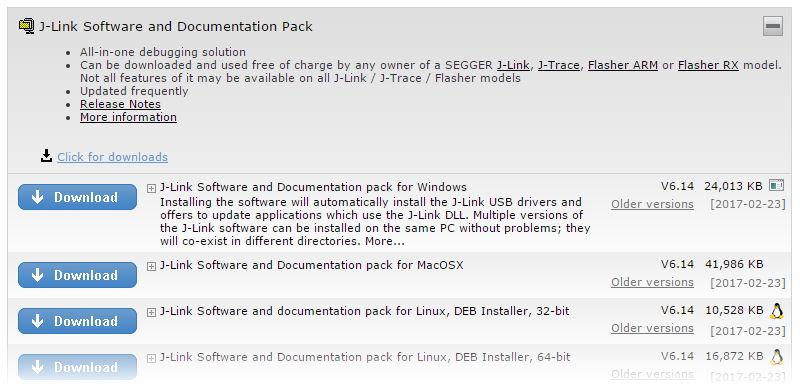 J-Link Software and Documentation Pack
All-in-one debugging solution
Can be downloaded and used free of charge by any owner of a SEGGER J-Link, J-Trace, Flasher ARM or Flasher RX model.
Not all features of it may be available on all J-Link / J-Trace / Flasher models
Updated frequently
Release Notes
More information
Click for downloads
Download
J-Link Software and Documentation pack for Windows
V6.14 24,013 KB
Installing the software will automatically install the J-Link USB drivers and
Older versions [2017-02-23]
offers to update applications which use the J-Link DLL. Multiple versions of
the J-Link software can be installed on the same PC without problems; they
will co-exist in different directories. More...
Download
J-Link Software and Documentation pack for MacOSX
V6.14 41,986 KB
Older versions [2017-02-23]
Download
J-Link Software and documentation pack for Linux, DEB Installer, 32-bit
V6.14 10,528 KB
Older versions [2017-02-23]
Download
J-Link Software and Documentation pack for Linux, DEB Installer, 64-bit
V6.14 16,872 KB
Older versions [2017-02-23]